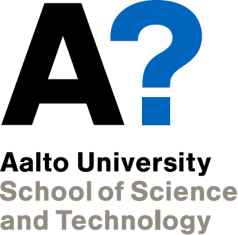 A?
Aalto University
School of Science
and Technology